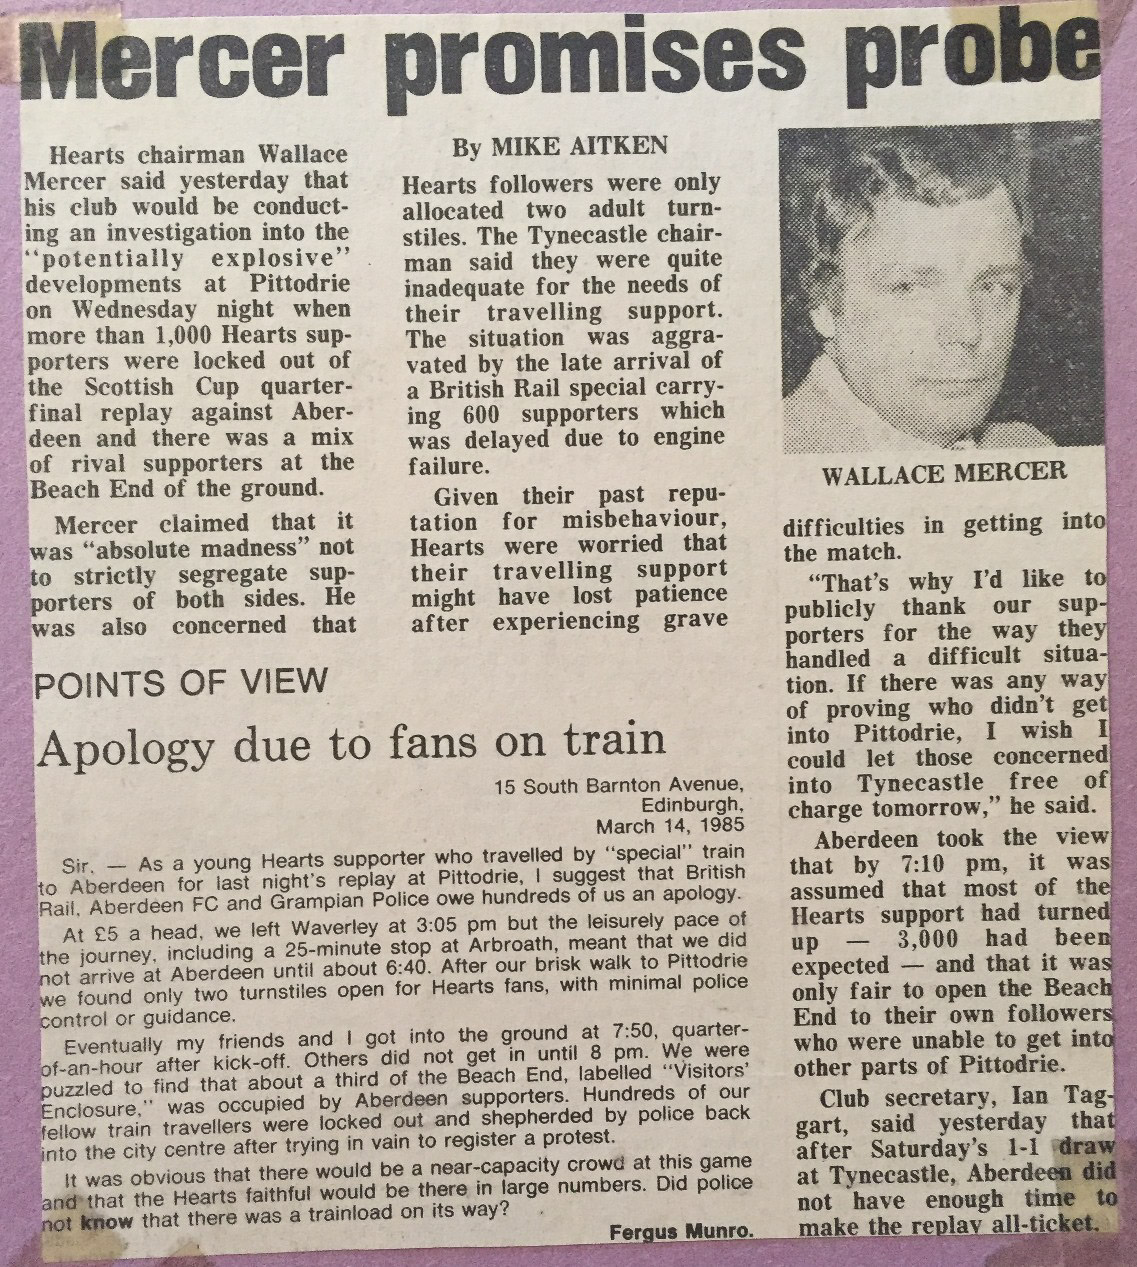 Mercer promises probe
Hearts chairman Wallace
Mercer said yesterday that
his club would be conduct-
ing an investigation into the
"potentially explosive"
developments at Pittodrie
on Wednesday night when
more than 1,000 Hearts sup-
porters were locked out of
the Scottish Cup quarter-
final replay against Aber-
deen and there was a mix
of rival supporters at the
Beach End of the ground.
Mercer claimed that it
was "absolute madness" not
to strictly segregate sup-
porters of both sides. He
was also concerned that
By MIKE AITKEN
Hearts followers were only
allocated two adult turn-
stiles. The Tynecastle chair-
man said they were quite
inadequate for the needs of
their travelling support.
The situation was aggra-
vated by the late arrival of
a British Rail special carry-
ing 600 supporters which
was delayed due to engine
failure.
Given their past repu-
tation for misbehaviour,
Hearts were worried that
their travelling support
might have lost patience
after experiencing grave
WALLACE MERCER
difficulties in getting into
the match.
"That's why I'd like to
publicly thank our sup-
porters for the way they
handled a difficult situa-
tion. If there was any way
of proving who didn't get
into Pittodrie, I wish I
could let those concerned
into Tynecastle free of
charge tomorrow," he said.
Aberdeen took the view
that by 7:10 pm, it was
assumed that most of the
Hearts support had turned
up — 3,000 had been
expected — and that it was
only fair to open the Beach
End to their own followers
who were unable to get into
other parts of Pittodrie.
Club secretary, Ian Tag-
gart, said yesterday that
after Saturday's 1-1 draw
at Tynecastle, Aberdeen did
not have enough time to
make the replay all-ticket.
POINTS OF VIEW
Apology due to fans on train
15 South Barnton Avenue,
Edinburgh,
March 14, 1985
Sir, — As a young Hearts supporter who travelled by "special" train
to Aberdeen for last night's replay at Pittodrie, I suggest that British
Rail, Aberdeen FC and Grampian Police owe hundreds of us an apology.
At £5 a head, we left Waverley at 3:05 pm but the leisurely pace of
the journey, including a 25-minute stop at Arbroath, meant that we did
not arrive at Aberdeen until about 6:40. After our brisk walk to Pittodrie
we found only two turnstiles open for Hearts fans, with minimal police
control or guidance.
Eventually my friends and I got into the ground at 7:50, quarter-
of-an-hour after kick-off. Others did not get in until 8 pm. We were
puzzled to find that about a third of the Beach End, labelled "Visitors'
Enclosure," was occupied by Aberdeen supporters. Hundreds of our
fellow train travellers were locked out and shepherded by police back
into the city centre after trying in vain to register a protest.
It was obvious that there would be a near-capacity crowd at this game
and that the Hearts faithful would be there in large numbers. Did police
not know that there was a trainload on its way?
Fergus Munro.